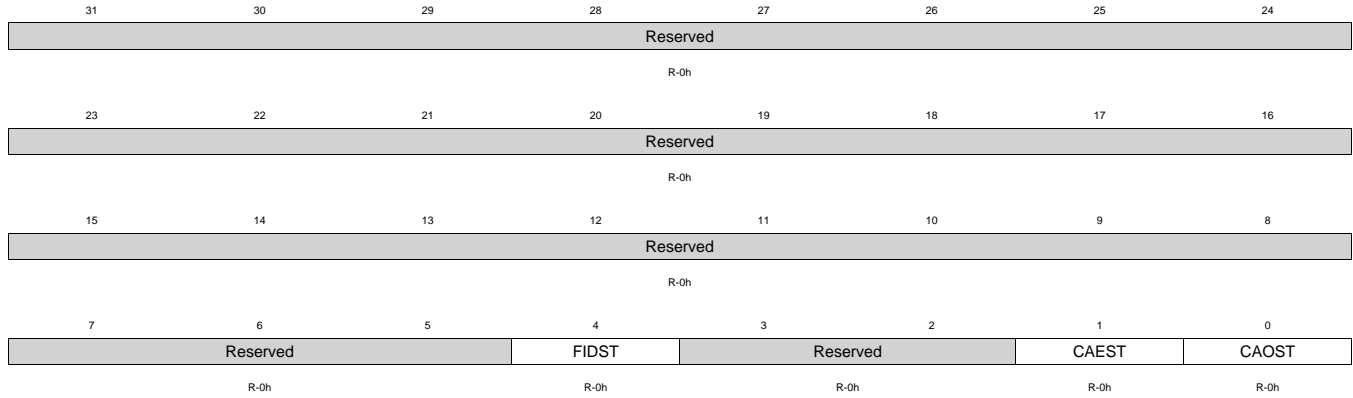 31 30 29 28 27 26 25 24
Reserved
R-0h
23 22 21 20 19 18 17 16
Reserved
R-0h
15 14 13 12 11 10 9 8
Reserved
R-0h
7 6 5 4 3 2 1 0
Reserved FIDST Reserved CAEST CAOST
R-0h R-0h R-0h R-0h R-0h